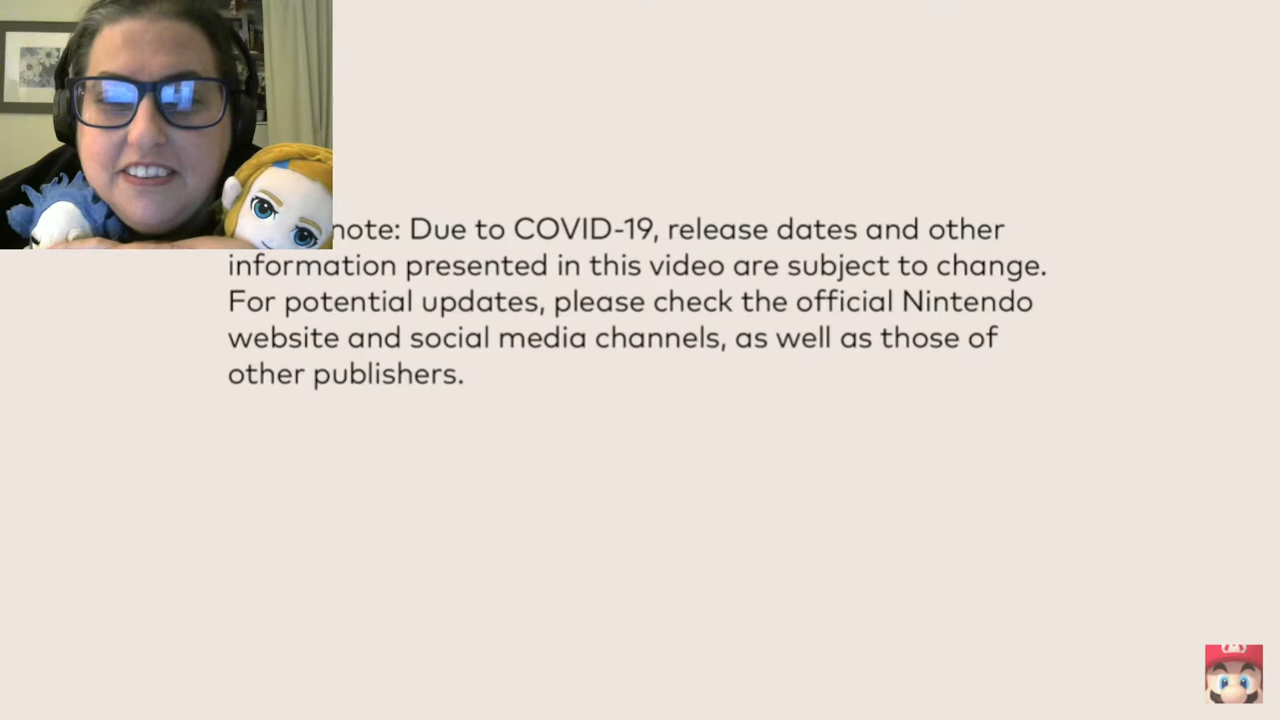 note: Due to COVID-19, release dates and other
information presented in this video are subject to change.
For potential updates, please check the official Nintendo
website and social media channels, as well as those of
other publishers.